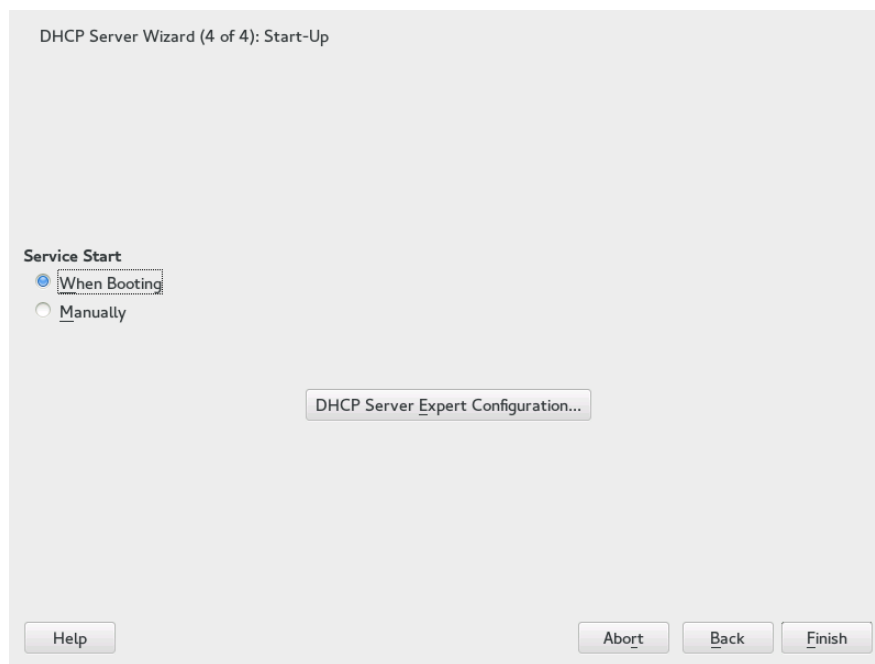 DHCP Server Wizard (4 of 4): Start-Up
Service Start
When Booting
Manually
DHCP Server Expert Configuration...
Help
Abort
Back
Finish